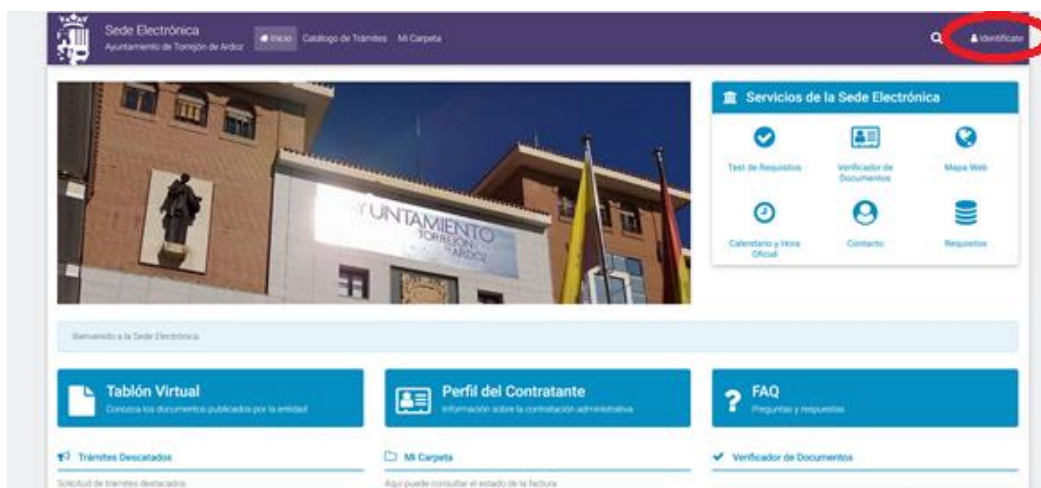 Sede Electrónica
Ayuntamiento de Torrejón de Ardoz
Inicio Catálogo de Trámites Mi Carpeta
Identifícate
AYUNTAMIENTO
TORREJÓN
DE ARDOZ
Servicios de la Sede Electrónica
Test de Requisitos
Verificador de
Documentos
Mapa Web
Calendario y Hora
Oficial
Contacto
Requisitos
Bienvenido a la Sede Electrónica
Tablón Virtual
Conozca los documentos publicados por la entidad
Perfil del Contratante
Información sobre la contratación administrativa
FAQ
Preguntas y respuestas
Trámites Descatados
Solicitud de trámites destacados
Mi Carpeta
Aquí puede consultar el estado de la factura
Verificador de Documentos